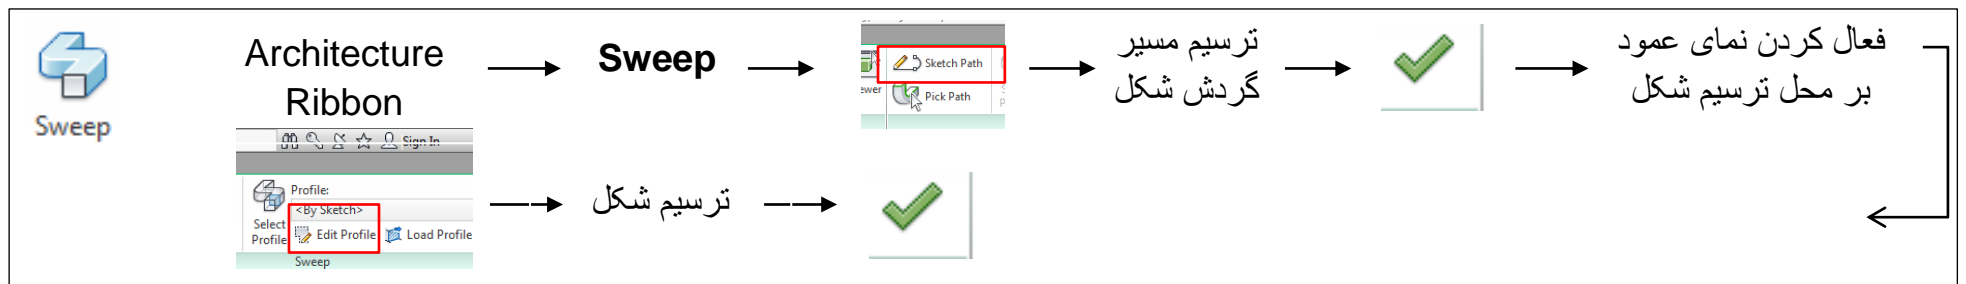 Sweep
Architecture
Ribbon
Sweep
Sketch Path
Pick Path
ترسیم مسیر
گردش شکل
فعال کردن نمای عمود
بر محل ترسیم شکل
Sign In
Profile:
<By Sketch>
Select
Profile
Edit Profile
Load Profile
Sweep
ترسیم شکل